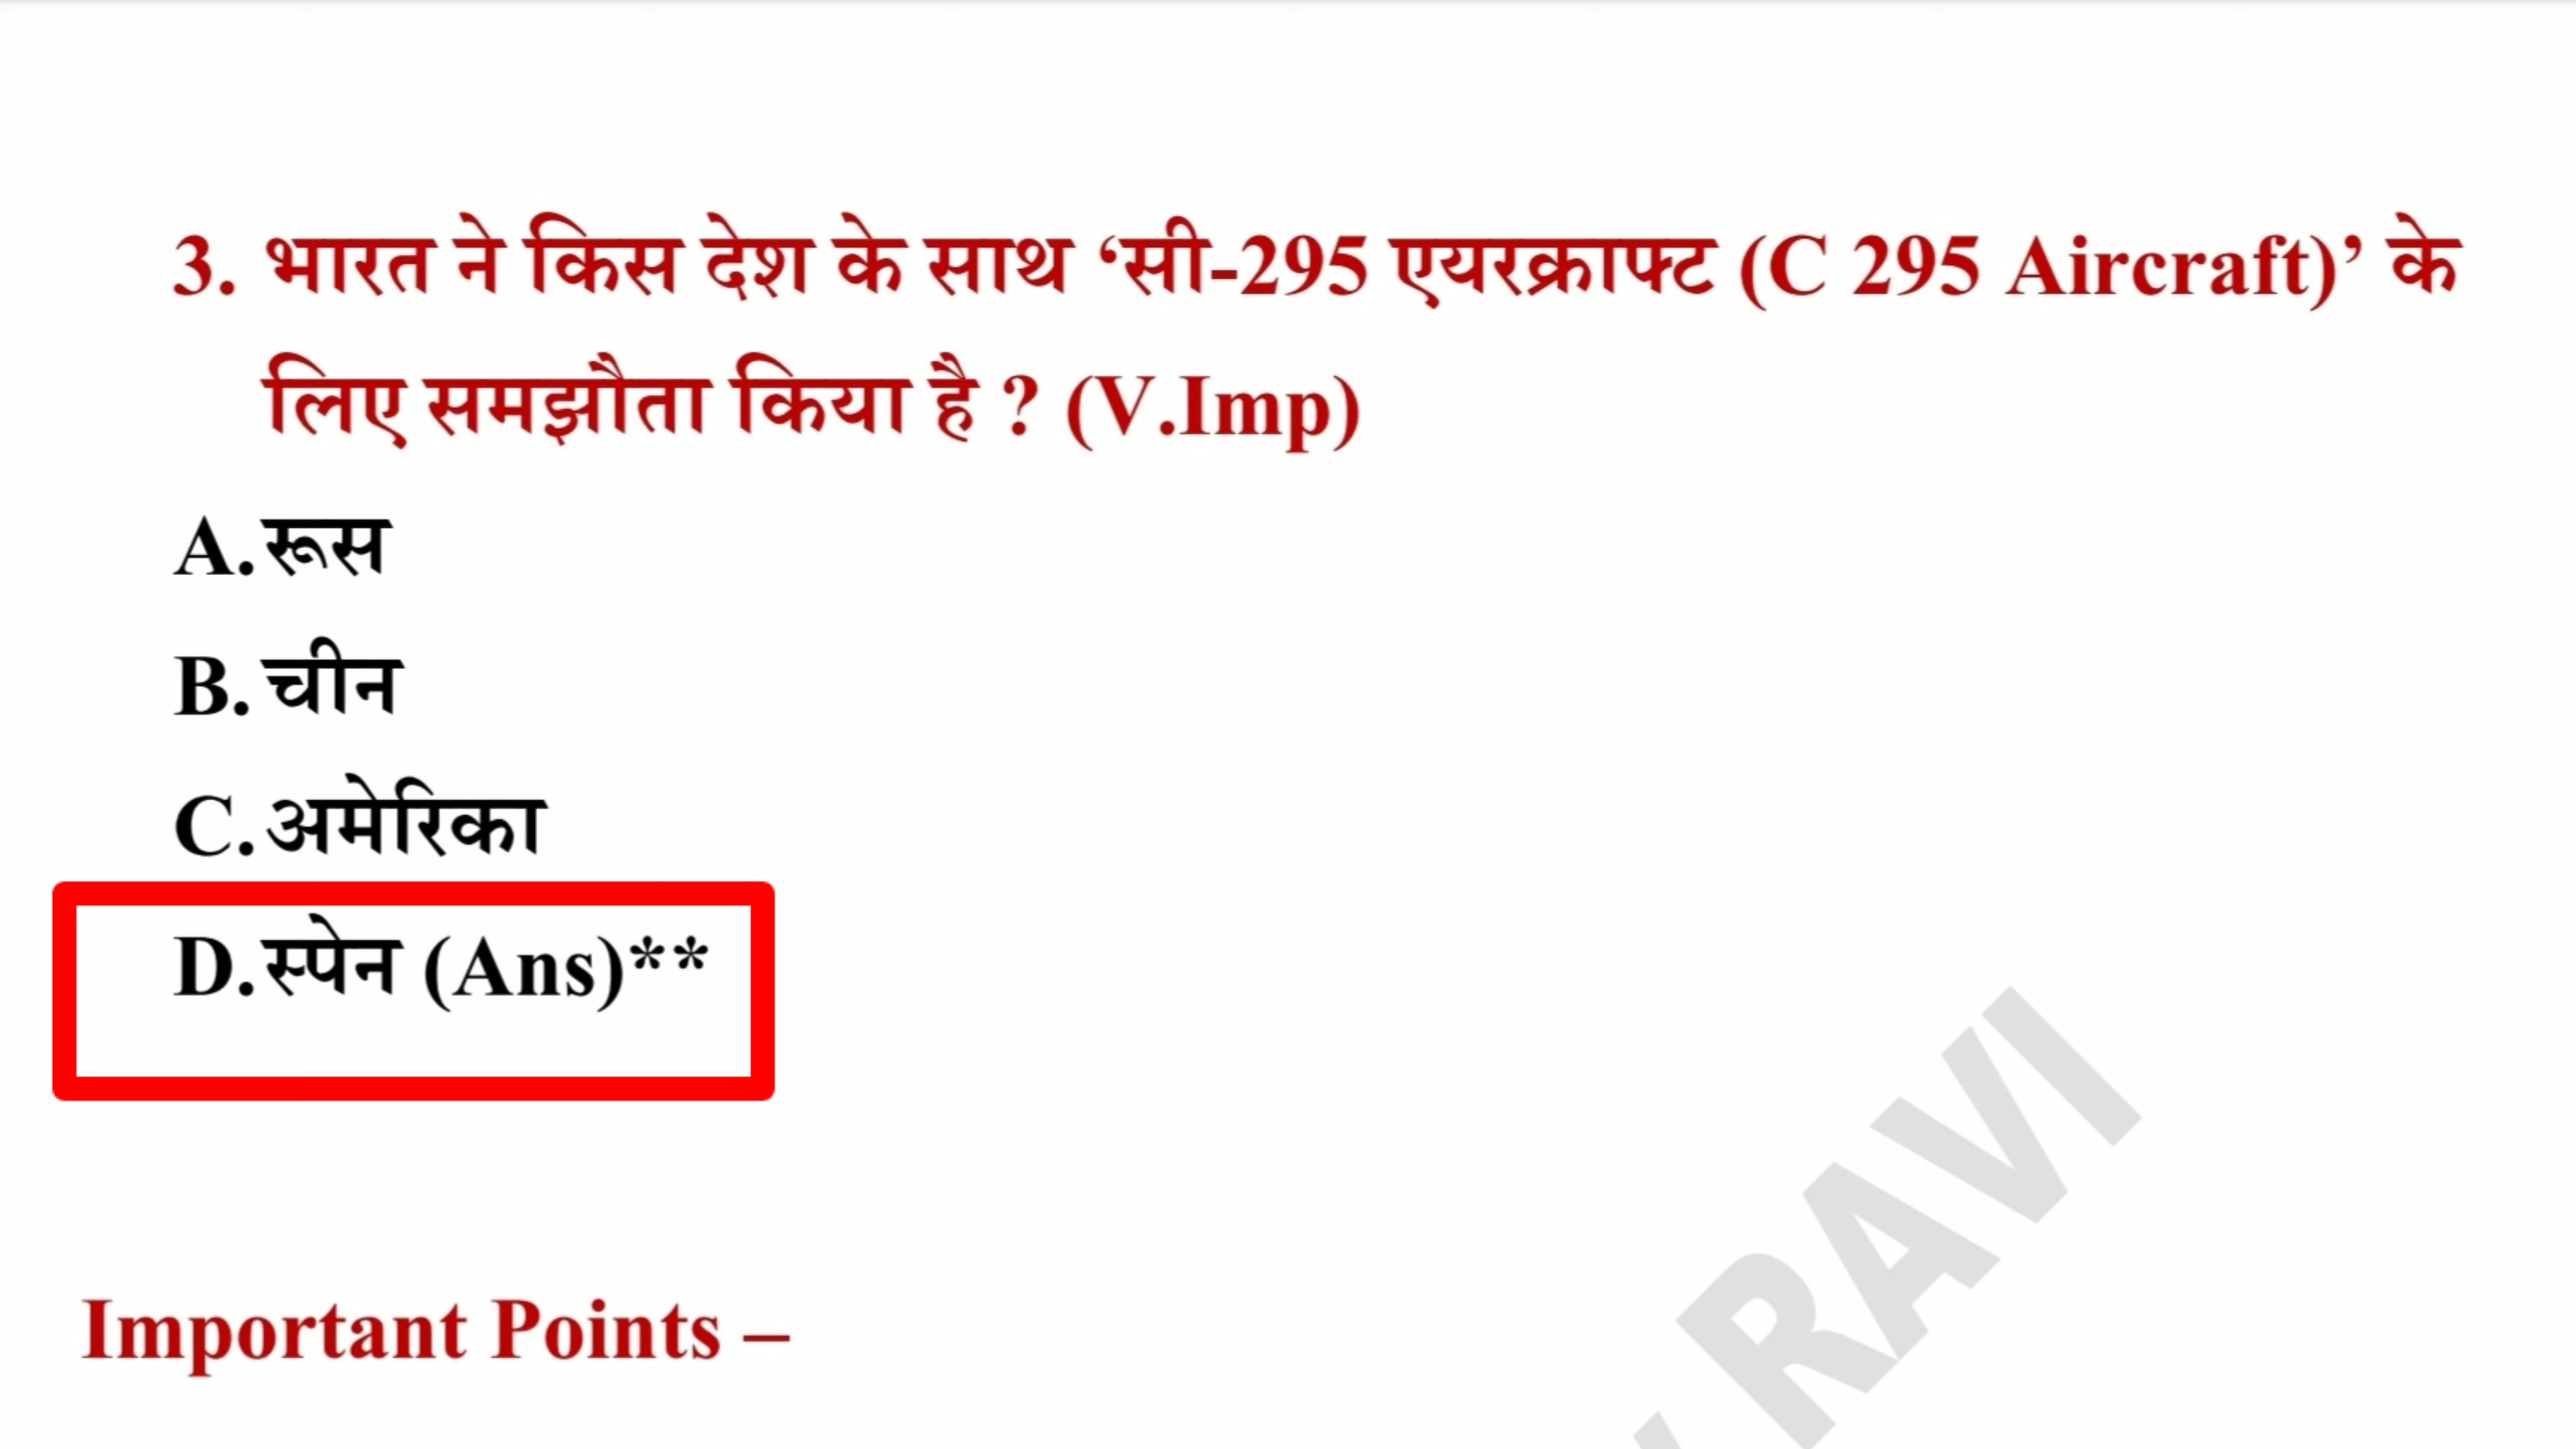 3. भारत ने किस देश के साथ ‘सी-295 एयरक्राफ्ट (C 295 Aircraft)’ के
लिए समझौता किया है ? (V.Imp)
A. रूस
B. चीन
C. अमेरिका
D. स्पेन (Ans)**
RAVI
Important Points –